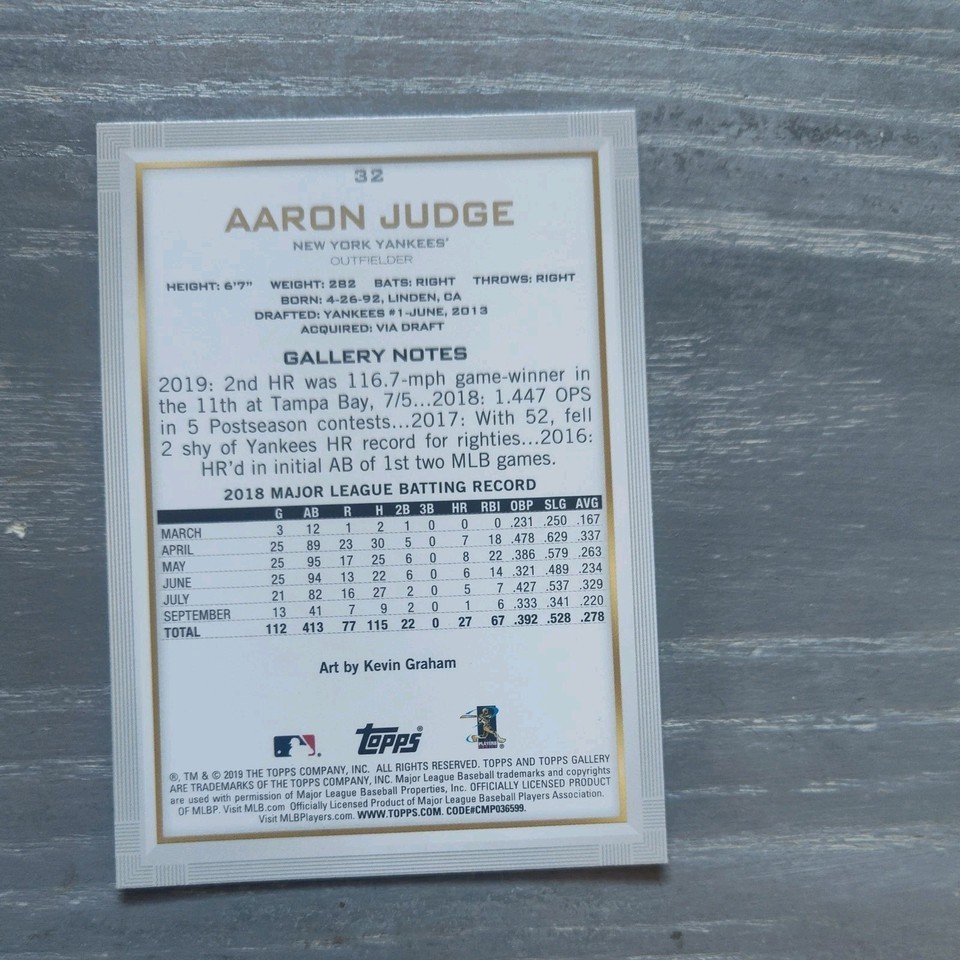 32
AARON JUDGE
NEW YORK YANKEES®
OUTFIELDER
HEIGHT: 6'7" WEIGHT: 282 BATS: RIGHT THROWS: RIGHT
BORN: 4-26-92, LINDEN, CA
DRAFTED: YANKEES #1-JUNE, 2013
ACQUIRED: VIA DRAFT
GALLERY NOTES
2019: 2nd HR was 116.7-mph game-winner in
the 11th at Tampa Bay, 7/5...2018: 1.447 OPS
in 5 Postseason contests...2017: With 52, fell
2 shy of Yankees HR record for righties...2016:
HR'd in initial AB of 1st two MLB games.
2018 MAJOR LEAGUE BATTING RECORD
G AB R H 2B 3B HR RBI OBP SLG AVG
MARCH 3 12 1 2 1 0 0 0 .231 .250 .167
APRIL 25 89 23 30 5 0 7 18 .478 .629 .337
MAY 25 95 17 25 6 0 8 22 .386 .579 .263
JUNE 25 94 13 22 6 0 6 14 .321 .489 .234
JULY 21 82 16 27 2 0 5 7 .427 .537 .329
SEPTEMBER 13 41 7 9 2 0 1 6 .333 .341 .220
TOTAL 112 413 77 115 22 0 27 67 .392 .528 .278
Art by Kevin Graham
Topps®
PLAYERS
®, TM & © 2019 THE TOPPS COMPANY, INC. ALL RIGHTS RESERVED. TOPPS AND TOPPS GALLERY
ARE TRADEMARKS OF THE TOPPS COMPANY, INC. Major League Baseball trademarks and copyrights
are used with permission of Major League Baseball Properties, Inc. OFFICIALLY LICENSED PRODUCT
OF MLBP. Visit MLB.com Officially Licensed Product of Major League Baseball Players Association.
Visit MLBPlayers.com. WWW.TOPPS.COM. CODE#CMP036599.